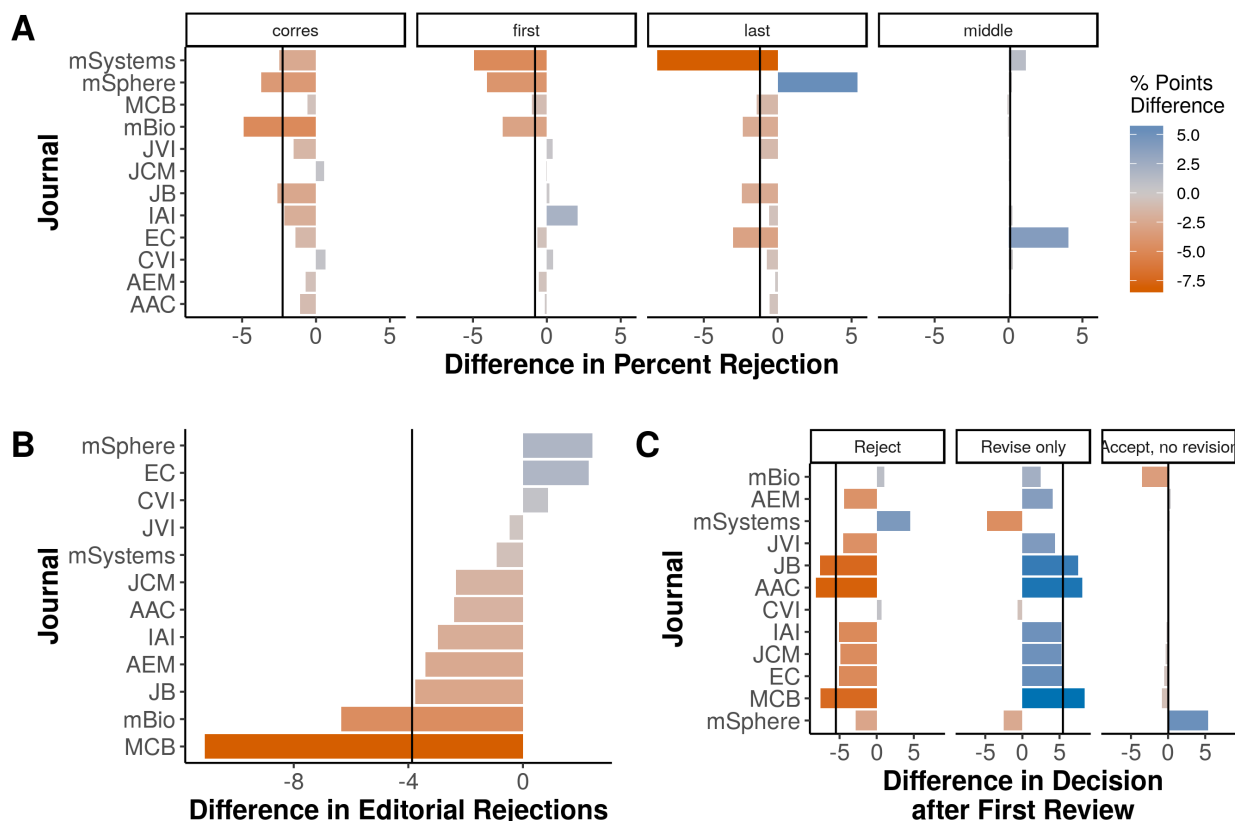 A
corres
first
last
middle
mSystems
mSphere
MCB
mBio
JVI
JCM
JB
IAI
EC
CVI
AEM
AAC
Journal
-5 0 5
-5 0 5
-5 0 5
-5 0 5
Difference in Percent Rejection
% Points
Difference
5.0
2.5
0.0
-2.5
-5.0
-7.5
B
mSphere
EC
CVI
JVI
mSystems
JCM
AAC
IAI
AEM
JB
mBio
MCB
Journal
-8 -4 0
Difference in Editorial Rejections
C
Reject
Revise only
Accept, no revision
mBio
AEM
mSystems
JVI
JB
AAC
CVI
IAI
JCM
EC
MCB
mSphere
Journal
-5 0 5
-5 0 5
-5 0 5
Difference in Decision
after First Review